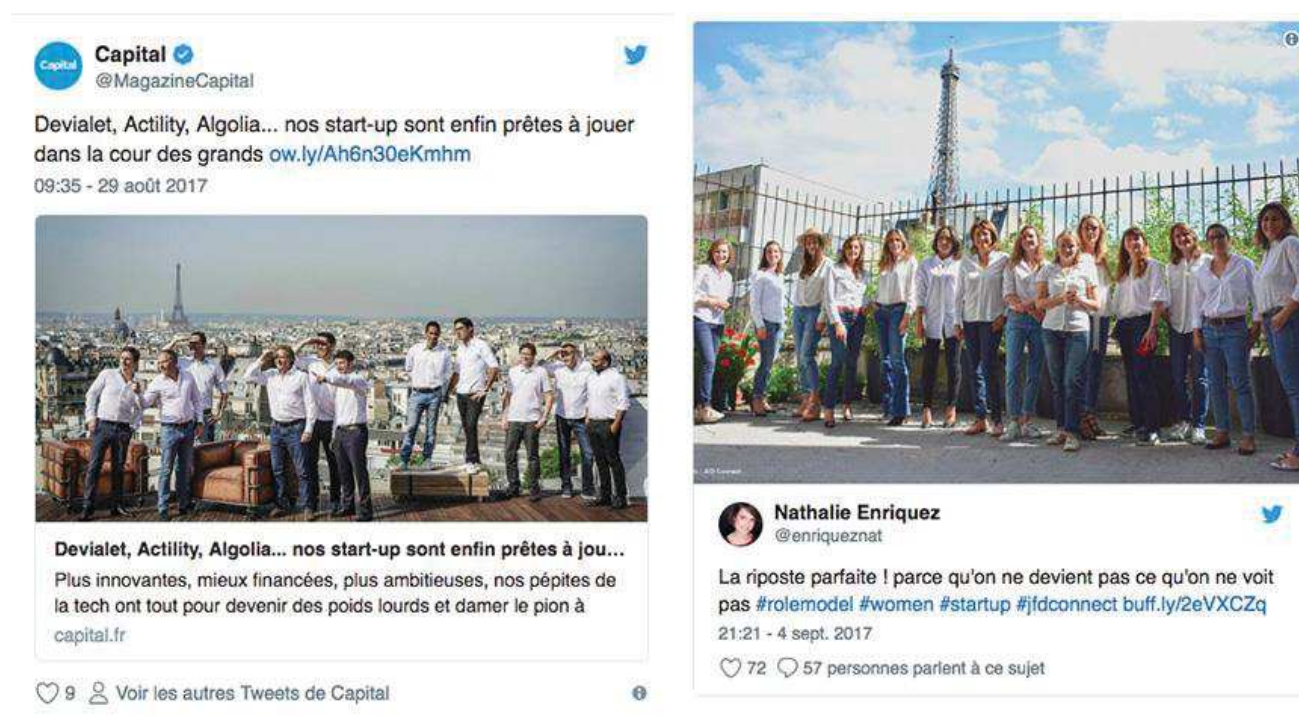 Capital
Capital
@MagazineCapital
Devialet, Actility, Algolia... nos start-up sont enfin prêtes à jouer
dans la cour des grands ow.ly/Ah6n30eKmhm
09:35 - 29 août 2017
Devialet, Actility, Algolia... nos start-up sont enfin prêtes à jou...
Plus innovantes, mieux financées, plus ambitieuses, nos pépites de
la tech ont tout pour devenir des poids lourds et damer le pion à
capital.fr
9 Voir les autres Tweets de Capital
Nathalie Enriquez
@enriqueznat
La riposte parfaite ! parce qu'on ne devient pas ce qu'on ne voit
pas #rolemodel #women #startup #jfdconnect buff.ly/2eVXCZq
21:21 - 4 sept. 2017
72 57 personnes parlent à ce sujet